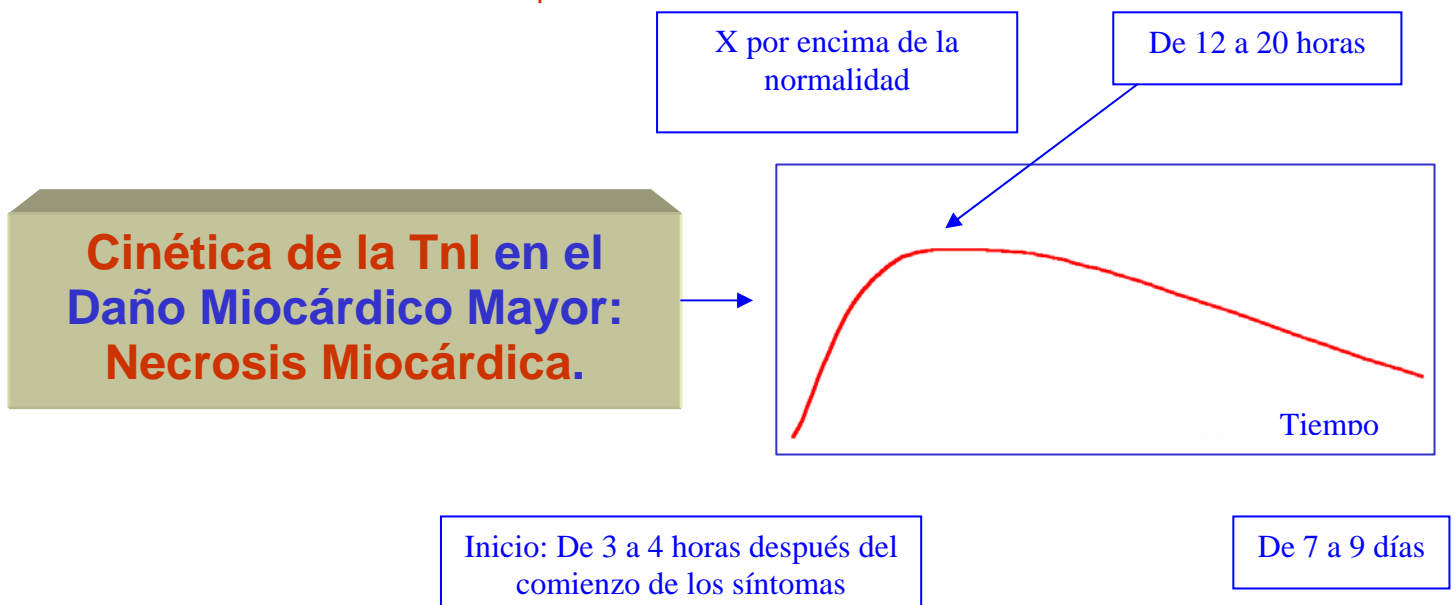 X por encima de la
normalidad
De 12 a 20 horas
Cinética de la TnI en el
Daño Miocárdico Mayor:
Necrosis Miocárdica.
Tiempo
Inicio: De 3 a 4 horas después del
comienzo de los síntomas
De 7 a 9 días